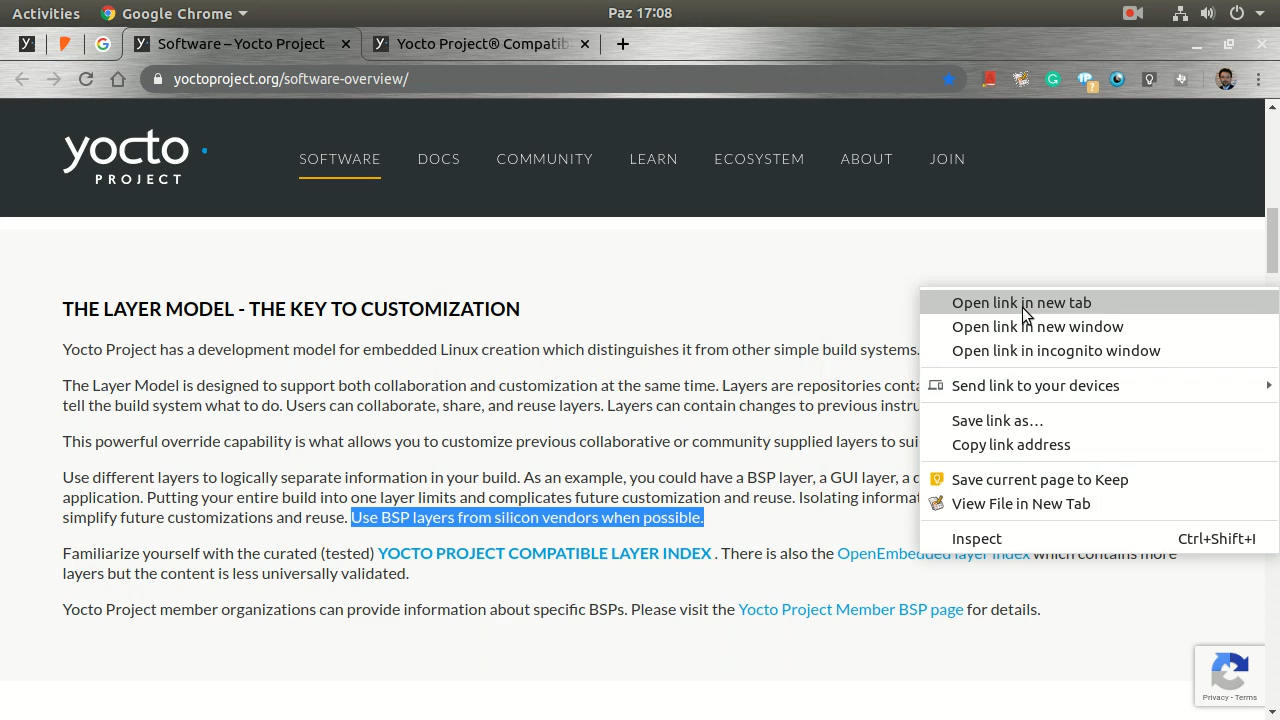 Activities Google Chrome Paz 17:08
Software – Yocto Project Yocto Project® Compatib
yoctoproject.org/software-overview/
yocto PROJECT SOFTWARE DOCS COMMUNITY LEARN ECOSYSTEM ABOUT JOIN
THE LAYER MODEL - THE KEY TO CUSTOMIZATION
Yocto Project has a development model for embedded Linux creation which distinguishes it from other simple build systems.
The Layer Model is designed to support both collaboration and customization at the same time. Layers are repositories conta
tell the build system what to do. Users can collaborate, share, and reuse layers. Layers can contain changes to previous instru
This powerful override capability is what allows you to customize previous collaborative or community supplied layers to sui
Use different layers to logically separate information in your build. As an example, you could have a BSP layer, a GUI layer, a
application. Putting your entire build into one layer limits and complicates future customization and reuse. Isolating informat
simplify future customizations and reuse. Use BSP layers from silicon vendors when possible.
Familiarize yourself with the curated (tested) YOCTO PROJECT COMPATIBLE LAYER INDEX . There is also the OpenEmbedded layer index which contains more
layers but the content is less universally validated.
Yocto Project member organizations can provide information about specific BSPs. Please visit the Yocto Project Member BSP page for details.
Open link in new tab
Open link in new window
Open link in incognito window
Send link to your devices
Save link as...
Copy link address
Save current page to Keep
View File in New Tab
Inspect Ctrl+Shift+I
Privacy - Terms